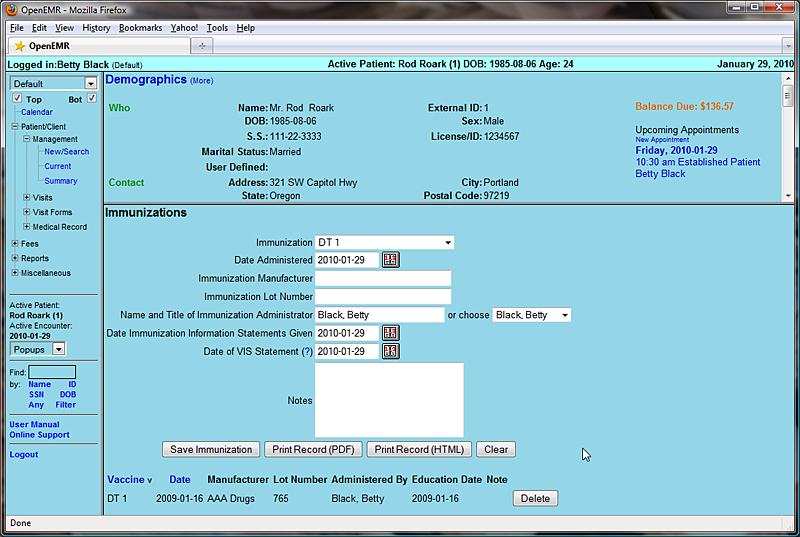 OpenEMR - Mozilla Firefox
File Edit View History Bookmarks Yahoo! Tools Help
OpenEMR
Logged in:Betty Black (Default) Active Patient: Rod Roark (1) DOB: 1985-08-06 Age: 24 January 29, 2010
Default
Top Bot
Calendar
Patient/Client
Management
New/Search
Current
Summary
Visits
Visit Forms
Medical Record
Fees
Reports
Miscellaneous
Active Patient:
Rod Roark (1)
Active Encounter:
2010-01-29
Popups
Find:
by: Name ID
SSN DOB
Any Filter
User Manual
Online Support
Logout
Demographics (More)
Who Name: Mr. Rod Roark External ID: 1
DOB: 1985-08-06 Sex: Male
S.S.: 111-22-3333 License/ID: 1234567
Marital Status: Married
User Defined:
Contact Address: 321 SW Capitol Hwy City: Portland
State: Oregon Postal Code: 97219
Balance Due: $136.57
Upcoming Appointments
New Appointment
Friday, 2010-01-29
10:30 am Established Patient
Betty Black
Immunizations
Immunization DT 1
Date Administered 2010-01-29
Immunization Manufacturer
Immunization Lot Number
Name and Title of Immunization Administrator Black, Betty or choose Black, Betty
Date Immunization Information Statements Given 2010-01-29
Date of VIS Statement (?) 2010-01-29
Notes
Save Immunization Print Record (PDF) Print Record (HTML) Clear
Vaccine v Date Manufacturer Lot Number Administered By Education Date Note
DT 1 2009-01-16 AAA Drugs 765 Black, Betty 2009-01-16 Delete
Done